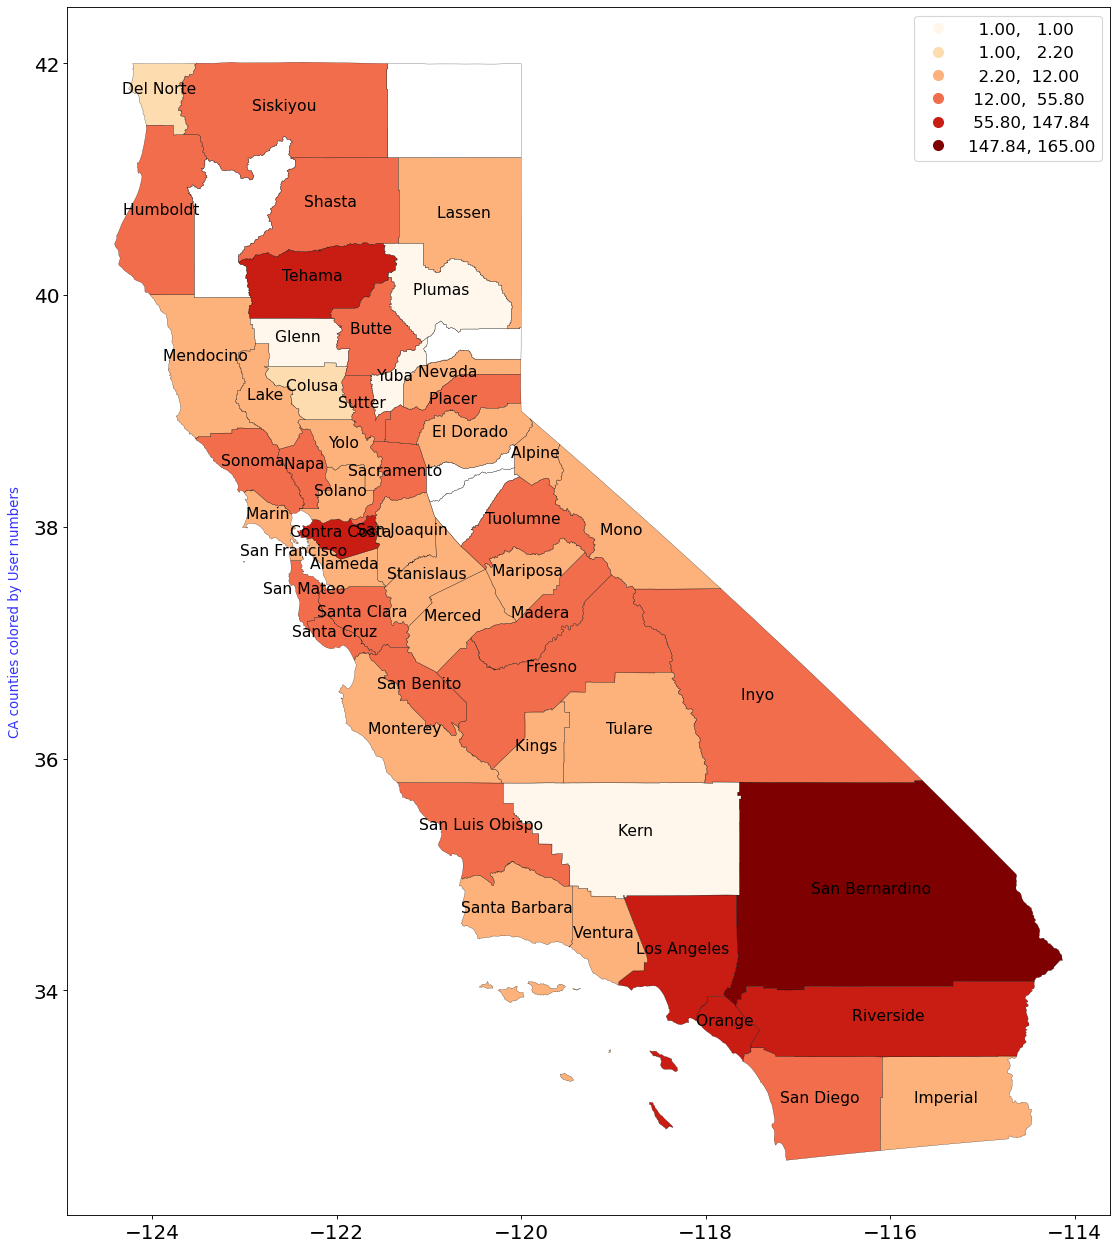 1.00, 1.00
1.00, 2.20
2.20, 12.00
12.00, 55.80
55.80, 147.84
147.84, 165.00
42
40
38
36
34
CA counties colored by User numbers
Del Norte
Siskiyou
Humboldt
Shasta
Lassen
Tehama
Plumas
Glenn
Butte
Mendocino
Lake
Colusa
Yuba
Nevada
Sutter
Placer
Yolo
El Dorado
Sonoma
Napa
Sacramento
Alpine
Solano
Marin
Contra Costa
San Joaquin
Tuolumne
Mono
San Francisco
Alameda
Stanislaus
Mariposa
San Mateo
Santa Clara
Merced
Madera
Santa Cruz
Fresno
San Benito
Inyo
Monterey
Kings
Tulare
San Luis Obispo
Kern
San Bernardino
Santa Barbara
Ventura
Los Angeles
Orange
Riverside
San Diego
Imperial
−124
−122
−120
−118
−116
−114